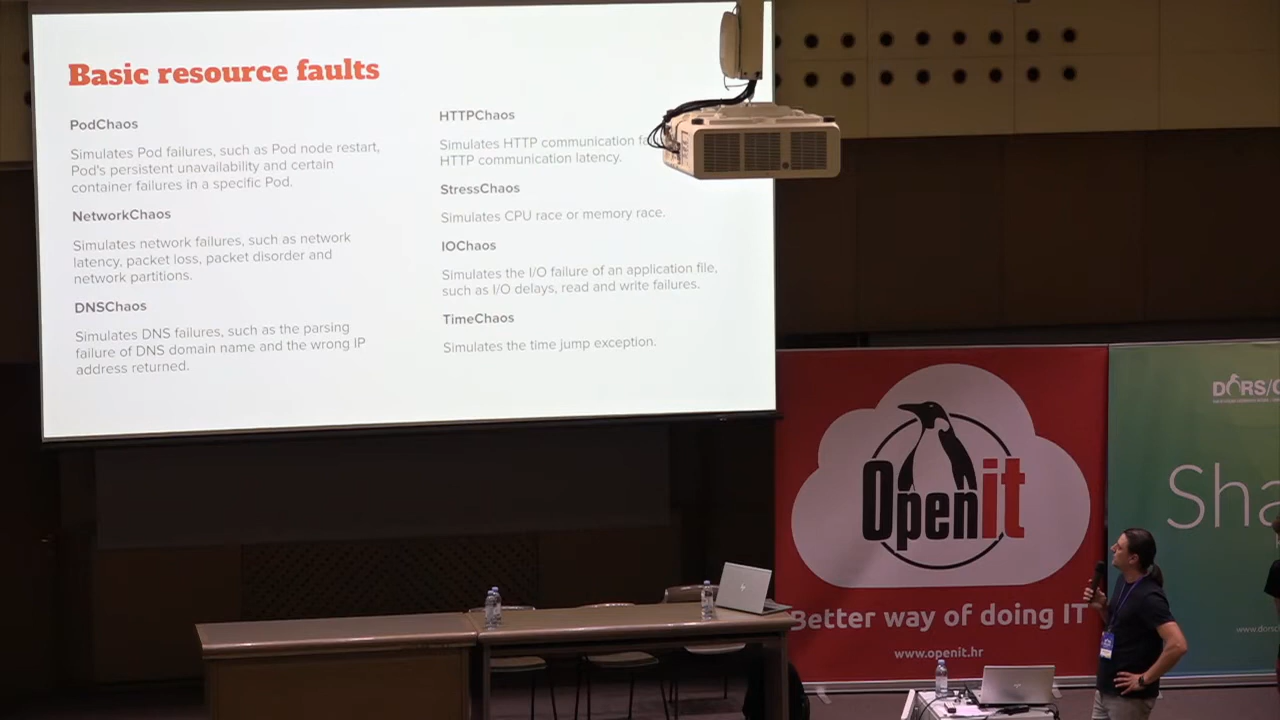 Basic resource faults
PodChaos
Simulates Pod failures, such as Pod node restart,
Pod's persistent unavailability and certain
container failures in a specific Pod.
NetworkChaos
Simulates network failures, such as network
latency, packet loss, packet disorder and
network partitions.
DNSChaos
Simulates DNS failures, such as the parsing
failure of DNS domain name and the wrong IP
address returned.
HTTPChaos
Simulates HTTP communication
HTTP communication latency.
StressChaos
Simulates CPU race or memory race.
IOChaos
Simulates the I/O failure of an application file,
such as I/O delays, read and write failures.
TimeChaos
Simulates the time jump exception.
Openit
Better way of doing IT
www.openit.hr
DORS/
Sha